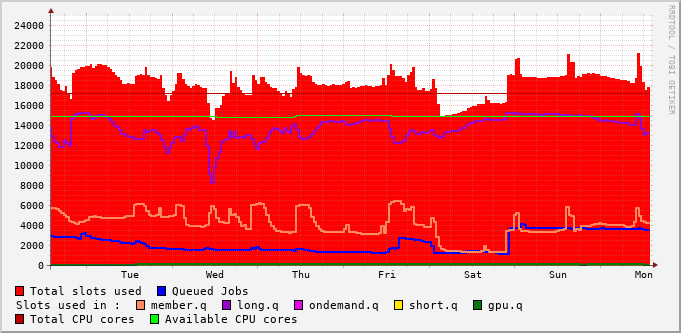 24000
22000
20000
18000
16000
14000
12000
10000
8000
6000
4000
2000
0
Tue Wed Thu Fri Sat Sun Mon
RRDTOOL / TOBI OETIKER
Total slots used Queued Jobs
Slots used in : member.q long.q ondemand.q short.q gpu.q
Total CPU cores Available CPU cores